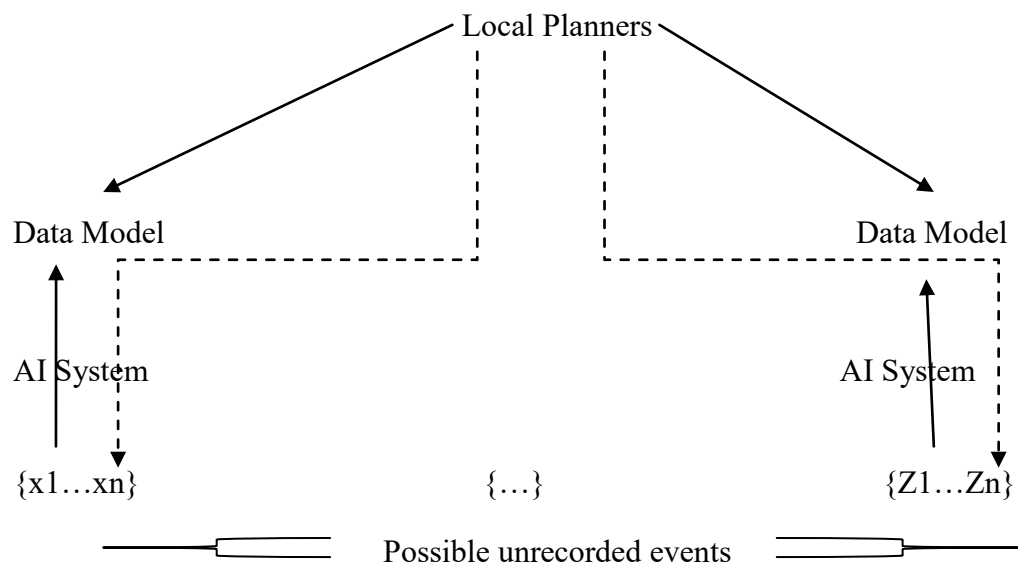 Local Planners
Data Model Data Model
AI System AI System
{x1…xn} {…} {Z1…Zn}
Possible unrecorded events